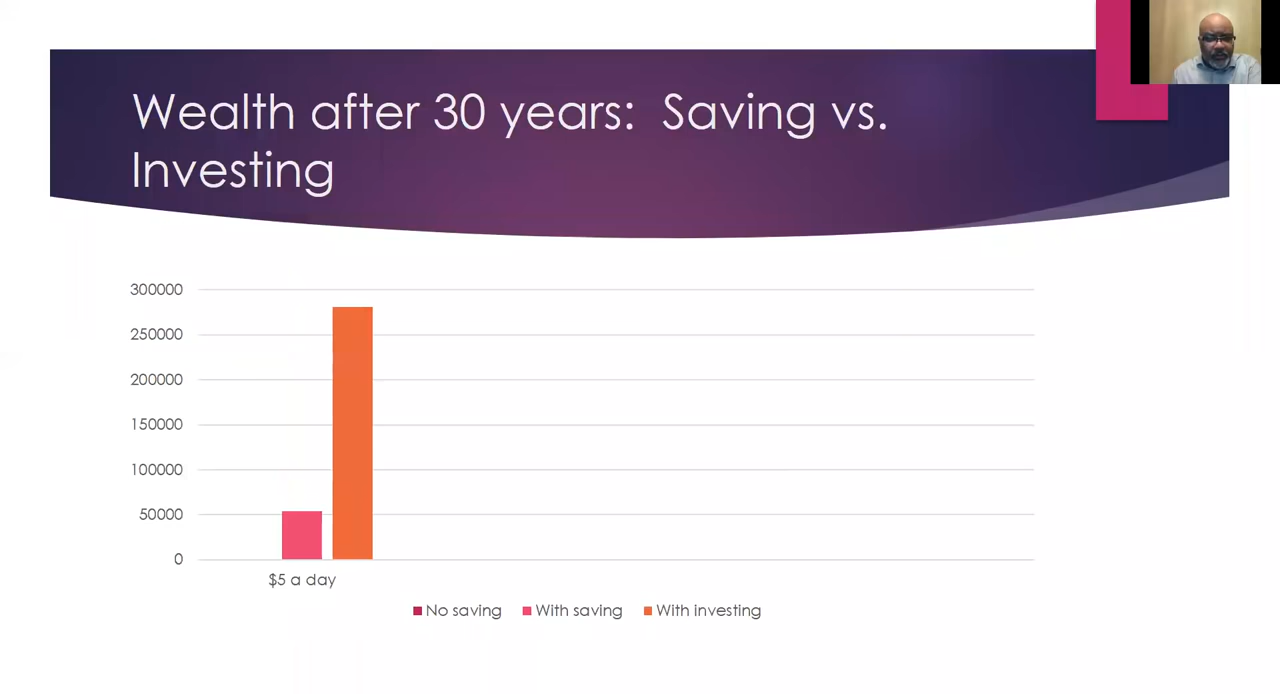 Wealth after 30 years: Saving vs.
Investing
300000
250000
200000
150000
100000
50000
0
$5 a day
No saving With saving With investing